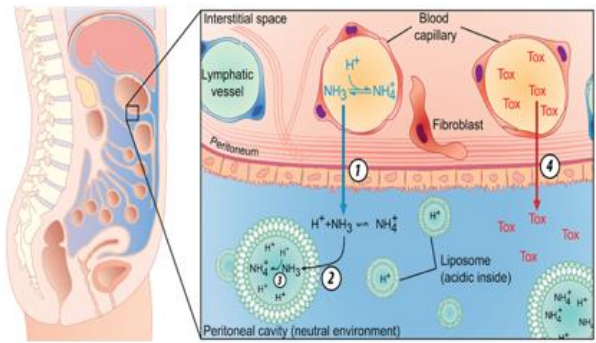 Interstitial space
Blood
capillary
Lymphatic
vessel
H⁺
NH₃ ⇌ NH₄⁺
Tox
Tox
Tox
Tox
Tox
Fibroblast
Peritoneum
1
4
H⁺+NH₃ ⇌ NH₄⁺
H⁺
Tox
Tox
Tox
Tox
Tox
Liposome
(acidic inside)
H⁺
H⁺
H⁺
NH₄⁺
NH₃
3
H⁺
H⁺
2
NH₄⁺
H⁺
H⁺
NH₄⁺
Peritoneal cavity (neutral environment)